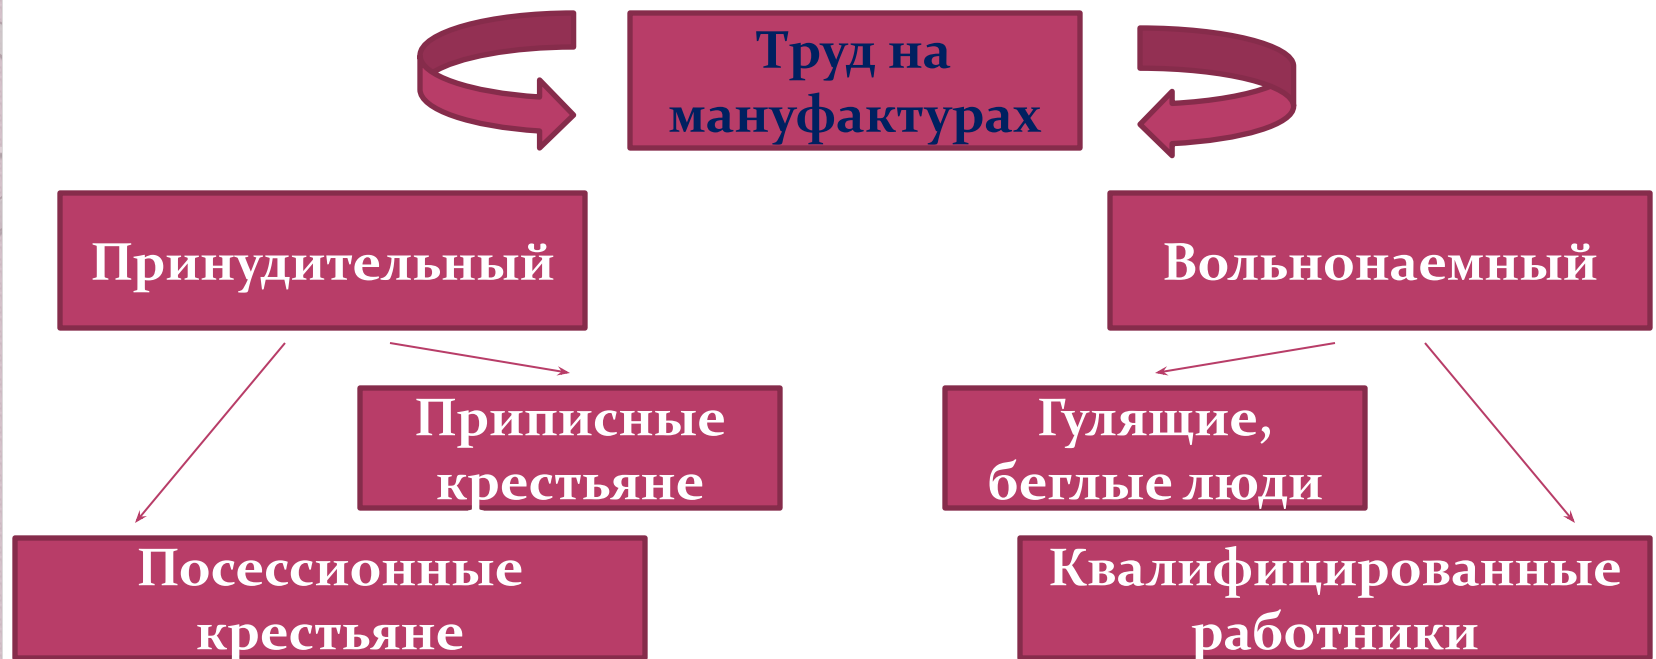 Труд на
мануфактурах
Принудительный
Вольнонаемный
Приписные
крестьяне
Гулящие,
беглые люди
Посессионные
крестьяне
Квалифицированные
работники